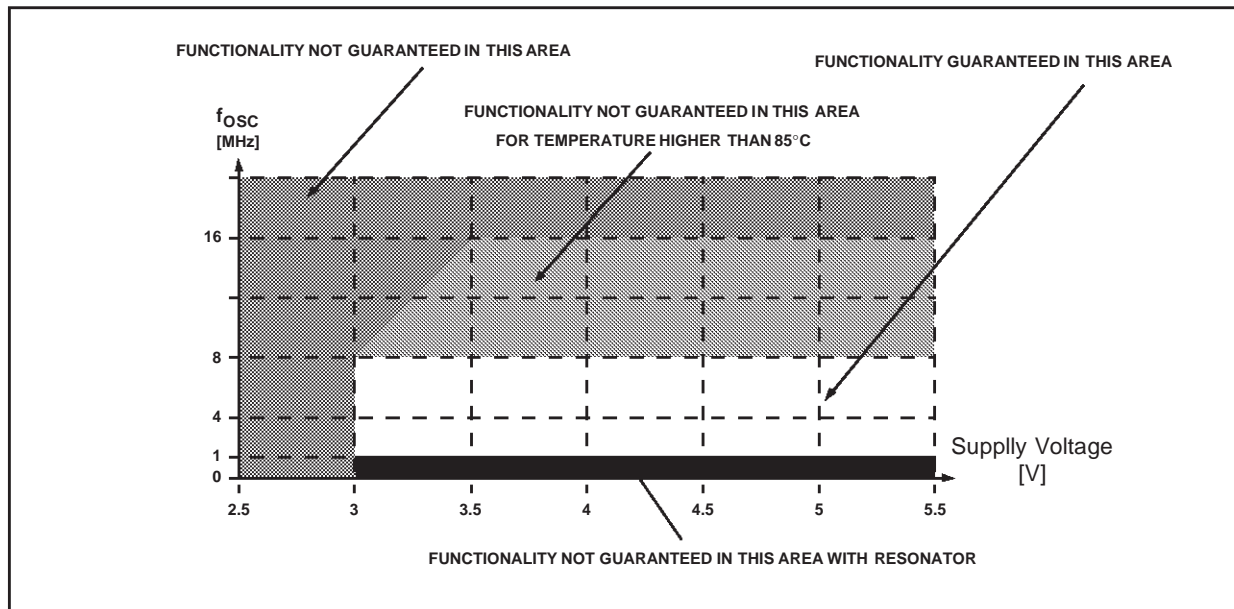 FUNCTIONALITY NOT GUARANTEED IN THIS AREA
FUNCTIONALITY GUARANTEED IN THIS AREA
FUNCTIONALITY NOT GUARANTEED IN THIS AREA
FOR TEMPERATURE HIGHER THAN 85°C
fOSC
[MHz]
16
8
4
1
0
2.5 3 3.5 4 4.5 5 5.5
Supplly Voltage
[V]
FUNCTIONALITY NOT GUARANTEED IN THIS AREA WITH RESONATOR